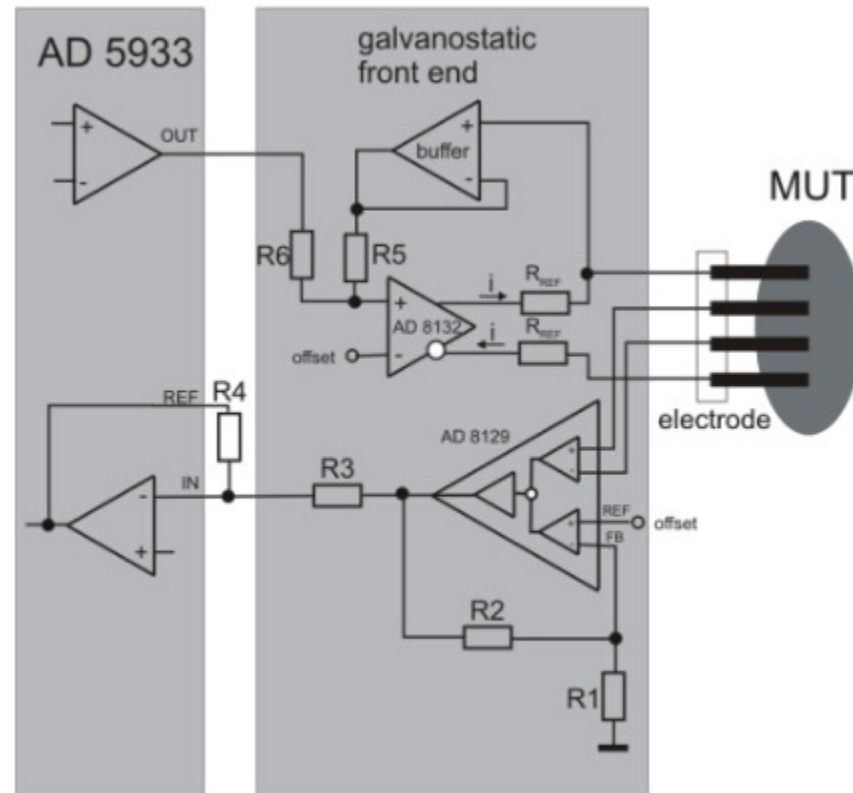 AD 5933
galvanostatic
front end
+
-
OUT
+
-
buffer
MUT
R6
R5
i
RREF
+
-
AD 8132
i
RREF
offset
electrode
REF
R4
AD 8129
R3
IN
-
+
+
-
+
-
REF
FB
offset
R2
R1